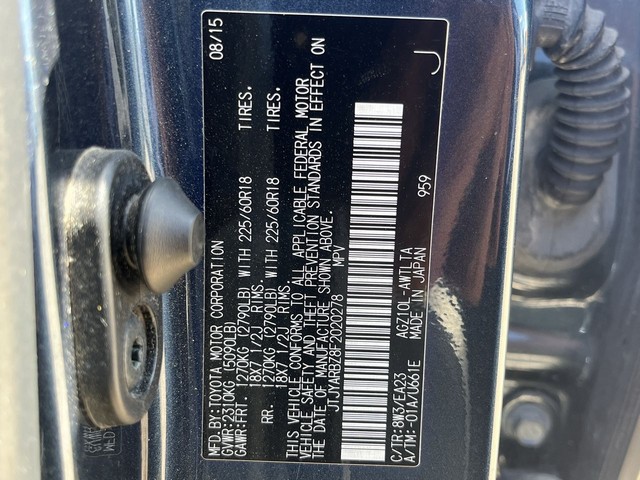 MFD.BY:TOYOTA MOTOR CORPORATION 08/15
GVWR:2310KG (5090LB)
GAWR:FRT. 1270KG (2790LB) WITH 225/60R18 TIRES.
18X7 1/2J RIMS.
RR. 1270KG (2790LB) WITH 225/60R18 TIRES.
18X7 1/2J RIMS.
THIS VEHICLE CONFORMS TO ALL APPLICABLE FEDERAL MOTOR
VEHICLE SAFETY AND THEFT PREVENTION STANDARDS IN EFFECT ON
THE DATE OF MANUFACTURE SHOWN ABOVE.
JTJYARBZ8F2020278 MPV
C/TR:8W3/EA23 AGZ10L-AWTLTA 959
A/TM:-01A/U661E MADE IN JAPAN J